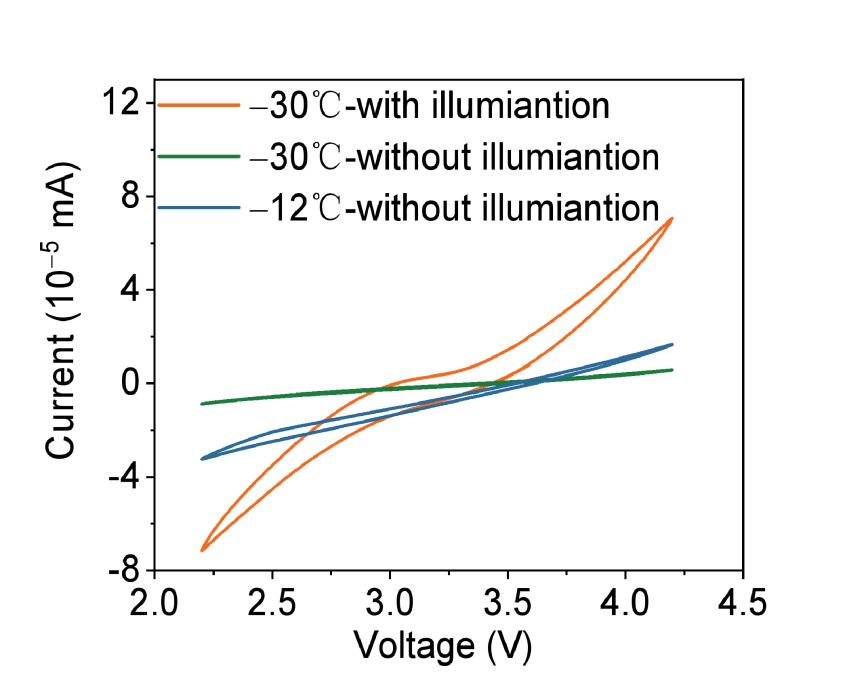 −30℃-with illumiantion
−30℃-without illumiantion
−12℃-without illumiantion
12
8
4
0
-4
-8
Current (10⁻⁵ mA)
2.0 2.5 3.0 3.5 4.0 4.5
Voltage (V)